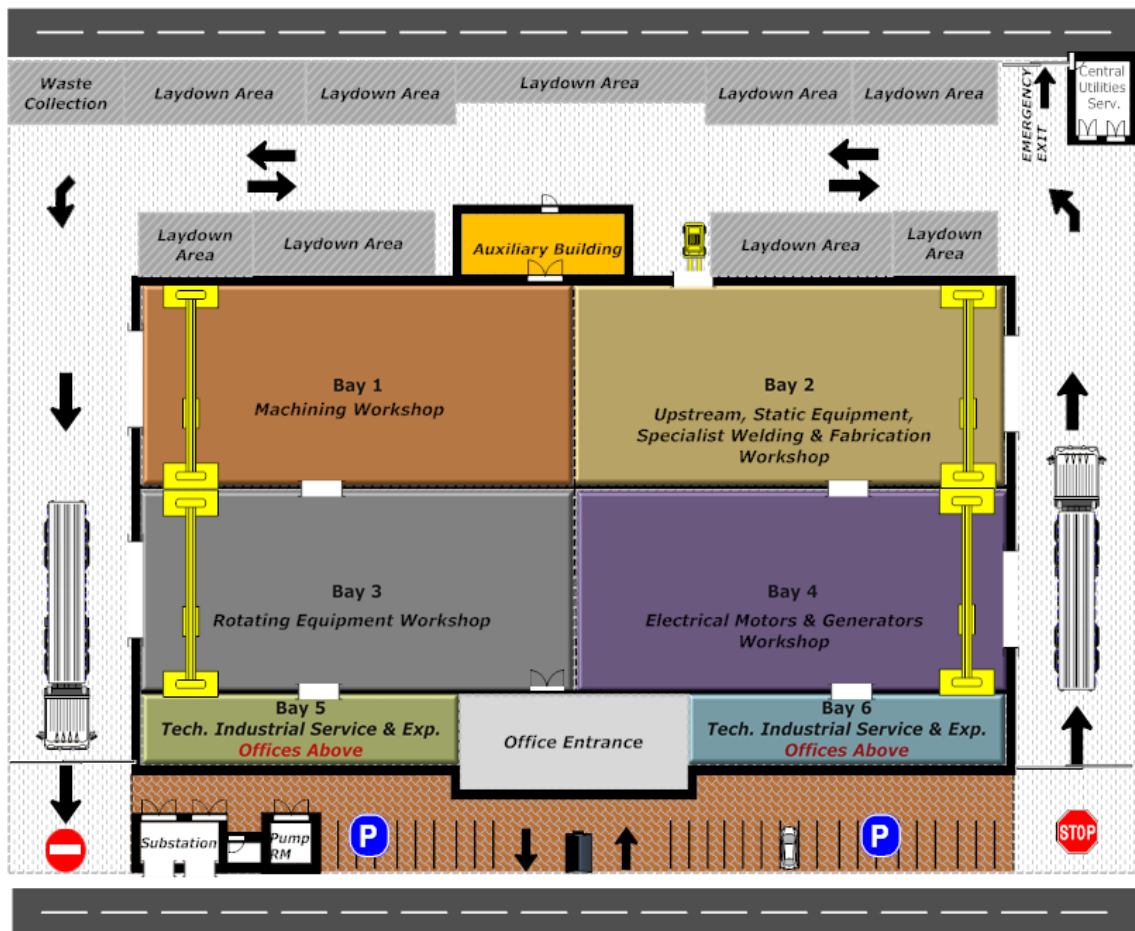 Waste
Collection
Laydown Area
Laydown Area
Laydown Area
Laydown Area
Laydown Area
EMERGENCY
EXIT
Central
Utilities
Serv.
Laydown
Area
Laydown Area
Auxiliary Building
Laydown Area
Laydown
Area
Bay 1
Machining Workshop
Bay 2
Upstream, Static Equipment,
Specialist Welding & Fabrication
Workshop
Bay 3
Rotating Equipment Workshop
Bay 4
Electrical Motors & Generators
Workshop
Bay 5
Tech. Industrial Service & Exp.
Offices Above
Office Entrance
Bay 6
Tech. Industrial Service & Exp.
Offices Above
Substation
Pump
RM
P
P
STOP